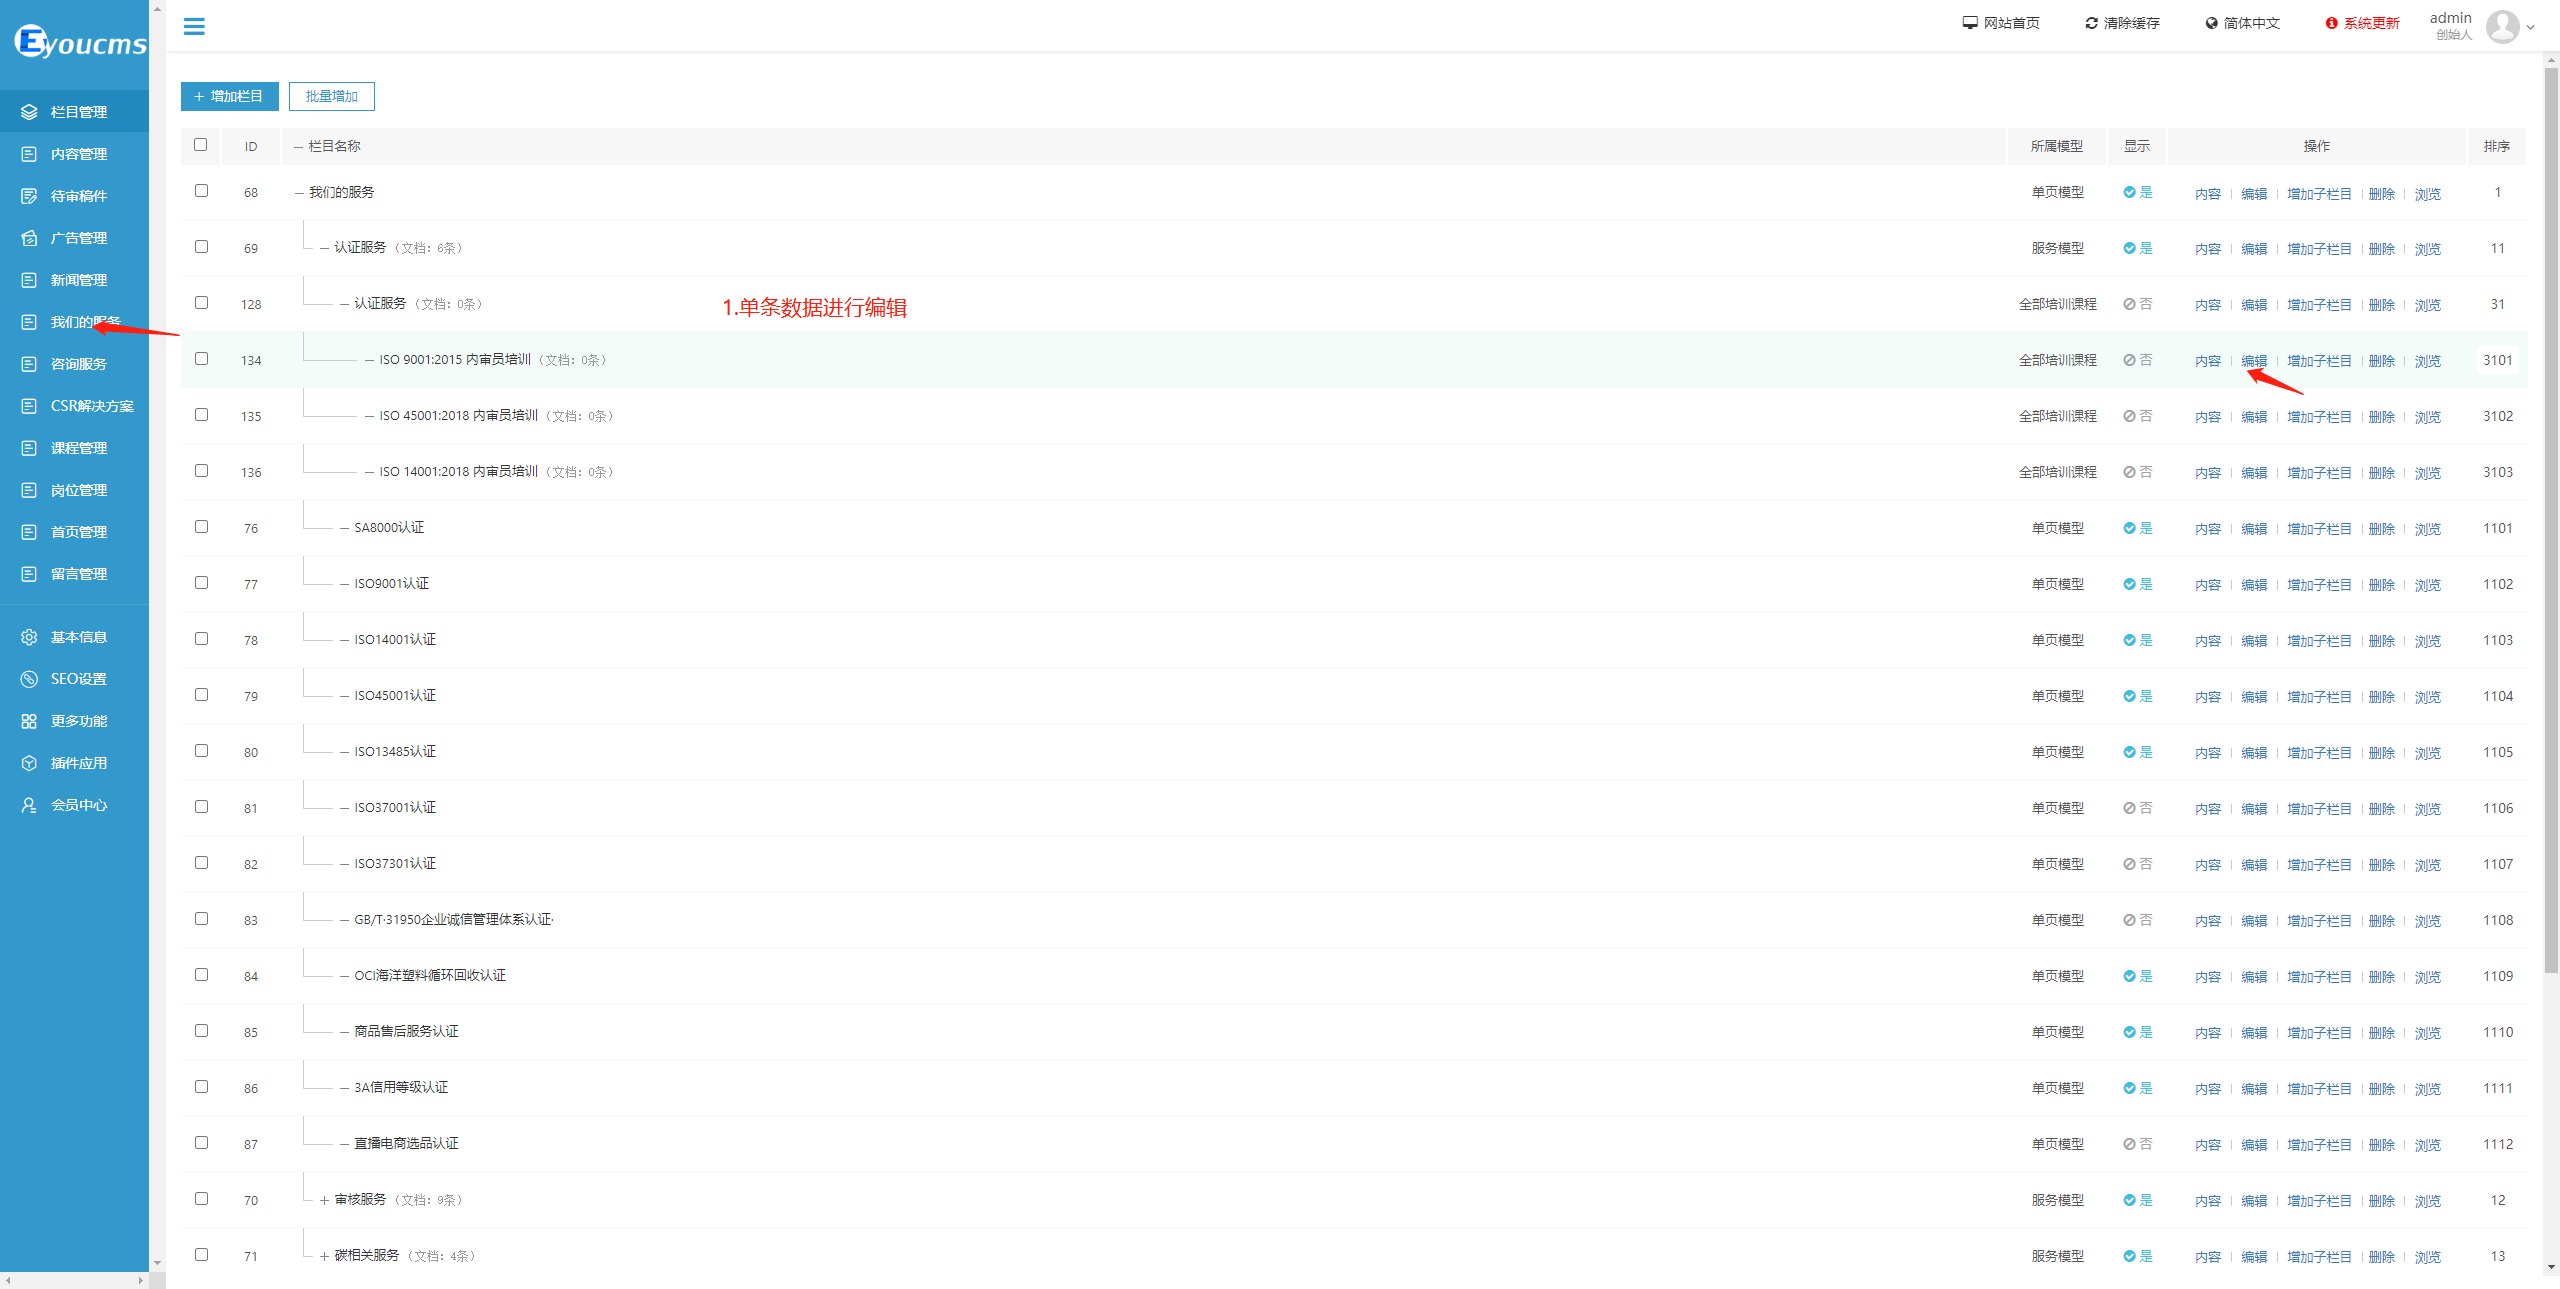 Eyoucms
网站首页 清除缓存 简体中文 系统更新 admin
创始人
栏目管理
内容管理
待审稿件
广告管理
新闻管理
我们的服务
咨询服务
CSR解决方案
课程管理
岗位管理
首页管理
留言管理
基本信息
SEO设置
更多功能
插件应用
会员中心
+ 增加栏目 批量增加
ID — 栏目名称 所属模型 显示 操作 排序
68 — 我们的服务 单页模型 是 内容 | 编辑 | 增加子栏目 | 删除 | 浏览 1
69 — 认证服务 (文档: 6条) 服务模型 是 内容 | 编辑 | 增加子栏目 | 删除 | 浏览 11
128 — 认证服务 (文档: 0条) 全部培训课程 否 内容 | 编辑 | 增加子栏目 | 删除 | 浏览 31
1.单条数据进行编辑
134 — ISO 9001:2015 内审员培训 (文档: 0条) 全部培训课程 否 内容 | 编辑 | 增加子栏目 | 删除 | 浏览 3101
135 — ISO 45001:2018 内审员培训 (文档: 0条) 全部培训课程 否 内容 | 编辑 | 增加子栏目 | 删除 | 浏览 3102
136 — ISO 14001:2018 内审员培训 (文档: 0条) 全部培训课程 否 内容 | 编辑 | 增加子栏目 | 删除 | 浏览 3103
76 — SA8000认证 单页模型 是 内容 | 编辑 | 增加子栏目 | 删除 | 浏览 1101
77 — ISO9001认证 单页模型 是 内容 | 编辑 | 增加子栏目 | 删除 | 浏览 1102
78 — ISO14001认证 单页模型 是 内容 | 编辑 | 增加子栏目 | 删除 | 浏览 1103
79 — ISO45001认证 单页模型 是 内容 | 编辑 | 增加子栏目 | 删除 | 浏览 1104
80 — ISO13485认证 单页模型 是 内容 | 编辑 | 增加子栏目 | 删除 | 浏览 1105
81 — ISO37001认证 单页模型 否 内容 | 编辑 | 增加子栏目 | 删除 | 浏览 1106
82 — ISO37301认证 单页模型 否 内容 | 编辑 | 增加子栏目 | 删除 | 浏览 1107
83 — GB/T·31950企业诚信管理体系认证· 单页模型 否 内容 | 编辑 | 增加子栏目 | 删除 | 浏览 1108
84 — OCI海洋塑料循环回收认证 单页模型 是 内容 | 编辑 | 增加子栏目 | 删除 | 浏览 1109
85 — 商品售后服务认证 单页模型 是 内容 | 编辑 | 增加子栏目 | 删除 | 浏览 1110
86 — 3A信用等级认证 单页模型 是 内容 | 编辑 | 增加子栏目 | 删除 | 浏览 1111
87 — 直播电商选品认证 单页模型 否 内容 | 编辑 | 增加子栏目 | 删除 | 浏览 1112
70 + 审核服务 (文档: 9条) 服务模型 是 内容 | 编辑 | 增加子栏目 | 删除 | 浏览 12
71 + 碳相关服务 (文档: 4条) 服务模型 是 内容 | 编辑 | 增加子栏目 | 删除 | 浏览 13